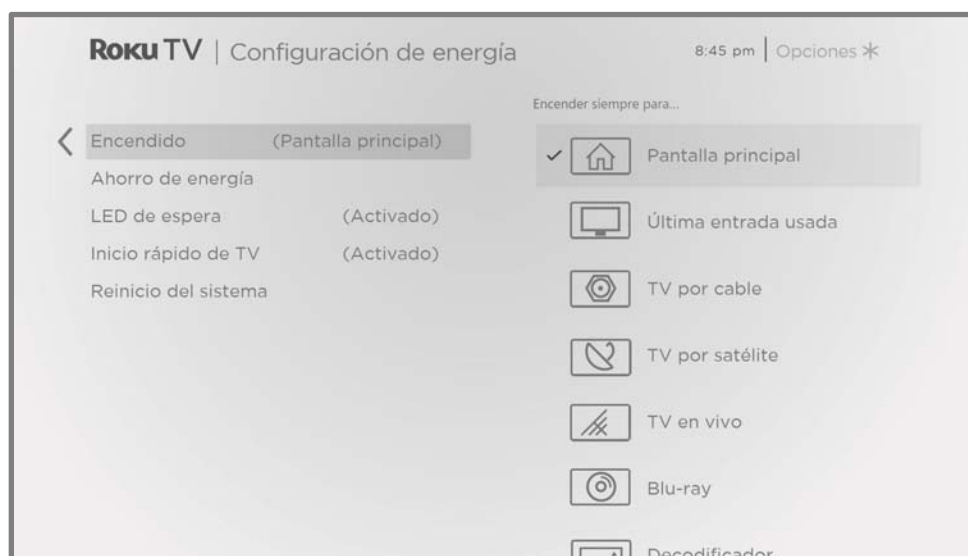 Roku TV | Configuración de energía
8:45 pm | Opciones
Encender siempre para...
Encendido (Pantalla principal)
Ahorro de energía
LED de espera (Activado)
Inicio rápido de TV (Activado)
Reinicio del sistema
Pantalla principal
Última entrada usada
TV por cable
TV por satélite
TV en vivo
Blu-ray
Decodificador